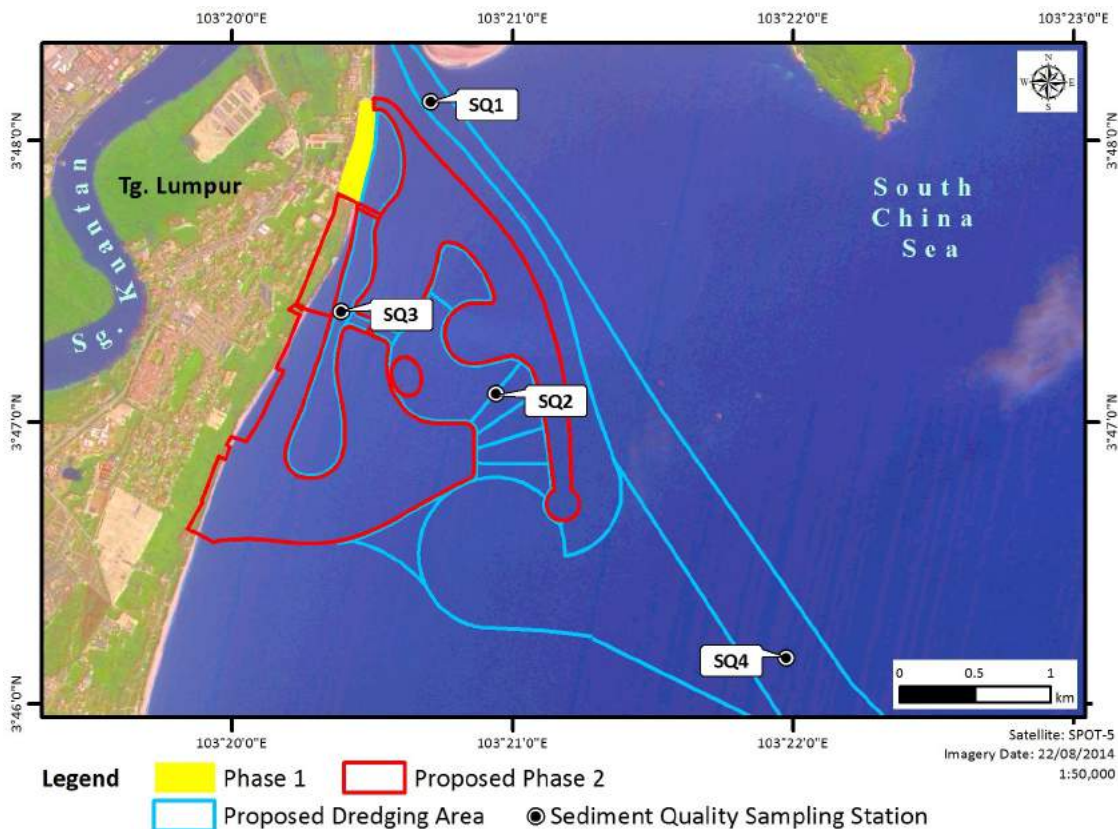 103°20'0"E 103°21'0"E 103°22'0"E 103°23'0"E
N
W E
S
SQ1
3°48'0"N
3°48'0"N
Tg. Lumpur
South
China
Sea
Sg. Kuantan
SQ3
SQ2
3°47'0"N
3°47'0"N
SQ4
0 0.5 1
km
3°46'0"N
3°46'0"N
103°20'0"E 103°21'0"E 103°22'0"E 103°23'0"E
Satellite: SPOT-5
Imagery Date: 22/08/2014
1:50,000
Legend Phase 1 Proposed Phase 2
Proposed Dredging Area Sediment Quality Sampling Station